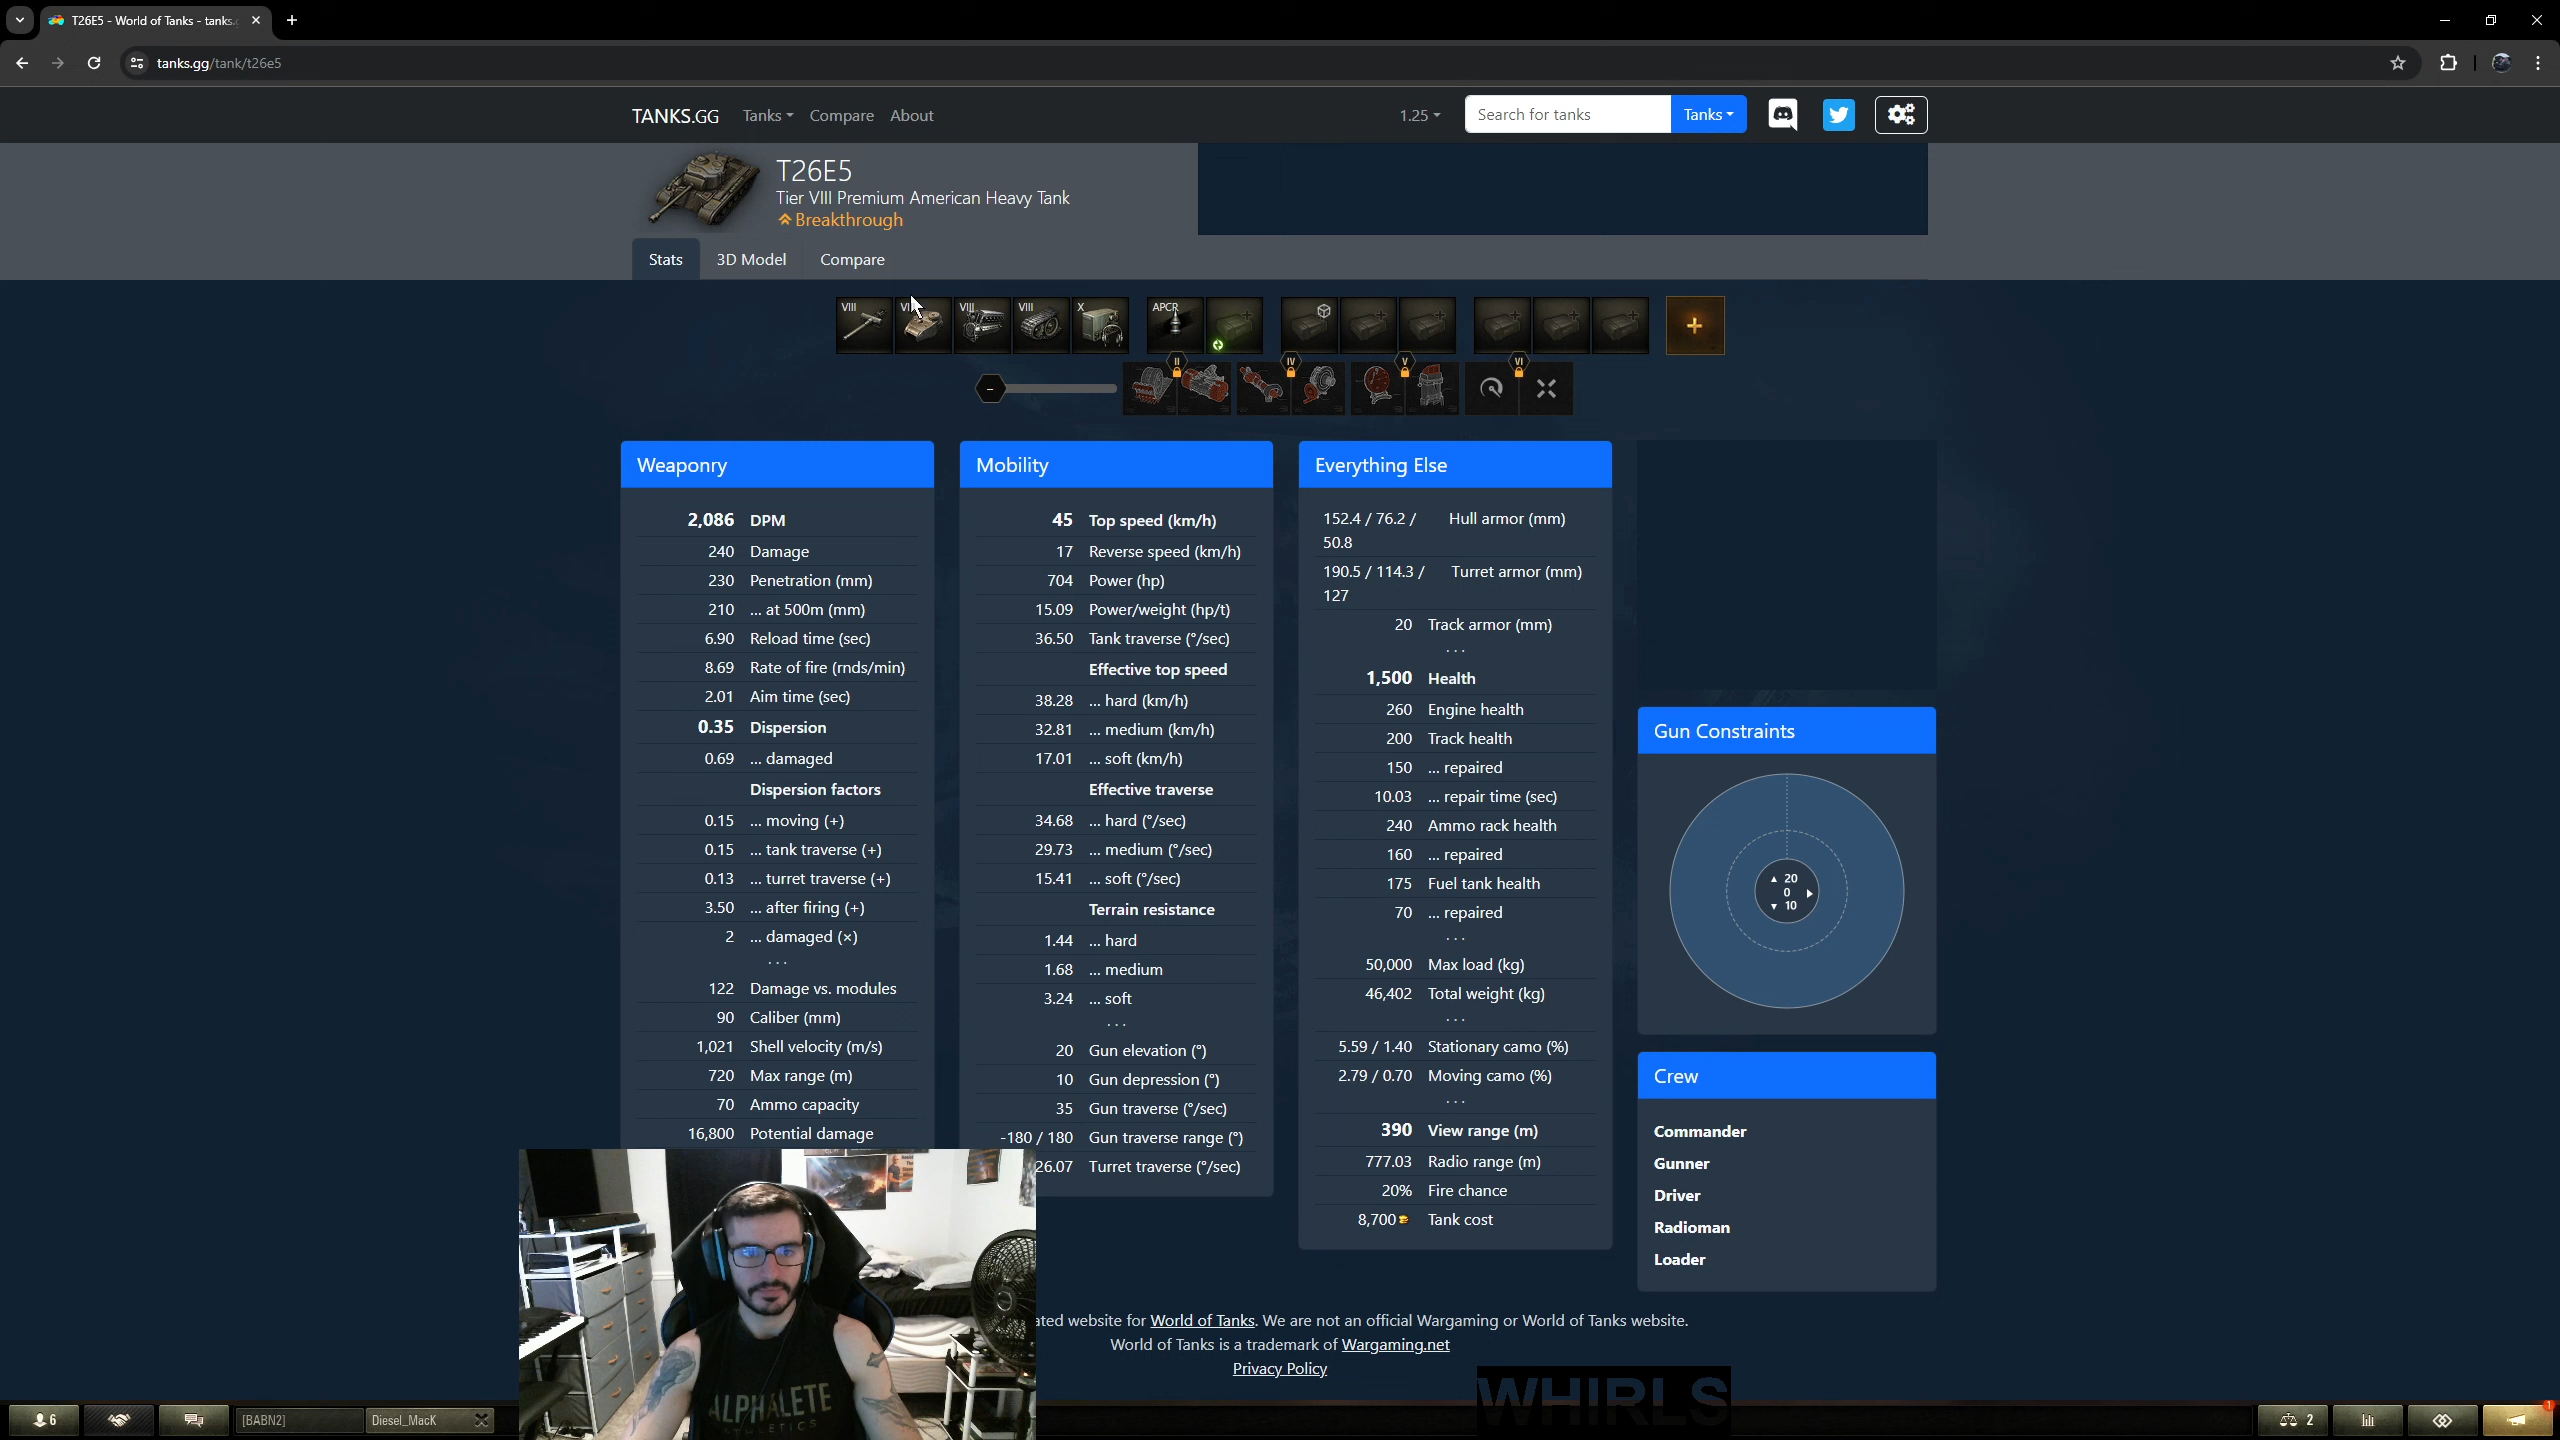 T26E5 - World of Tanks - tanks.
tanks.gg/tank/t26e5
TANKS.GG Tanks Compare About 1.25 Search for tanks Tanks
T26E5
Tier VIII Premium American Heavy Tank
Breakthrough
Stats 3D Model Compare
VIII VIII VIII X APCR
II IV V VI
Weaponry
2,086 DPM
240 Damage
230 Penetration (mm)
210 ... at 500m (mm)
6.90 Reload time (sec)
8.69 Rate of fire (rnds/min)
2.01 Aim time (sec)
0.35 Dispersion
0.69 ... damaged
Dispersion factors
0.15 ... moving (+)
0.15 ... tank traverse (+)
0.13 ... turret traverse (+)
3.50 ... after firing (+)
2 ... damaged (×)
...
122 Damage vs. modules
90 Caliber (mm)
1,021 Shell velocity (m/s)
720 Max range (m)
70 Ammo capacity
16,800 Potential damage
Mobility
45 Top speed (km/h)
17 Reverse speed (km/h)
704 Power (hp)
15.09 Power/weight (hp/t)
36.50 Tank traverse (°/sec)
Effective top speed
38.28 ... hard (km/h)
32.81 ... medium (km/h)
17.01 ... soft (km/h)
Effective traverse
34.68 ... hard (°/sec)
29.73 ... medium (°/sec)
15.41 ... soft (°/sec)
Terrain resistance
1.44 ... hard
1.68 ... medium
3.24 ... soft
...
20 Gun elevation (°)
10 Gun depression (°)
35 Gun traverse (°/sec)
-180 / 180 Gun traverse range (°)
26.07 Turret traverse (°/sec)
Everything Else
152.4 / 76.2 / Hull armor (mm)
50.8
190.5 / 114.3 / Turret armor (mm)
127
20 Track armor (mm)
...
1,500 Health
260 Engine health
200 Track health
150 ... repaired
10.03 ... repair time (sec)
240 Ammo rack health
160 ... repaired
175 Fuel tank health
70 ... repaired
...
50,000 Max load (kg)
46,402 Total weight (kg)
...
5.59 / 1.40 Stationary camo (%)
2.79 / 0.70 Moving camo (%)
...
390 View range (m)
777.03 Radio range (m)
20% Fire chance
8,700 Tank cost
Gun Constraints
20
0
10
Crew
Commander
Gunner
Driver
Radioman
Loader
ated website for World of Tanks. We are not an official Wargaming or World of Tanks website.
World of Tanks is a trademark of Wargaming.net
Privacy Policy
ALPHALETE
ATHLETICS
WHIRLS
6 [BABN2] Diesel_MacK 2 1